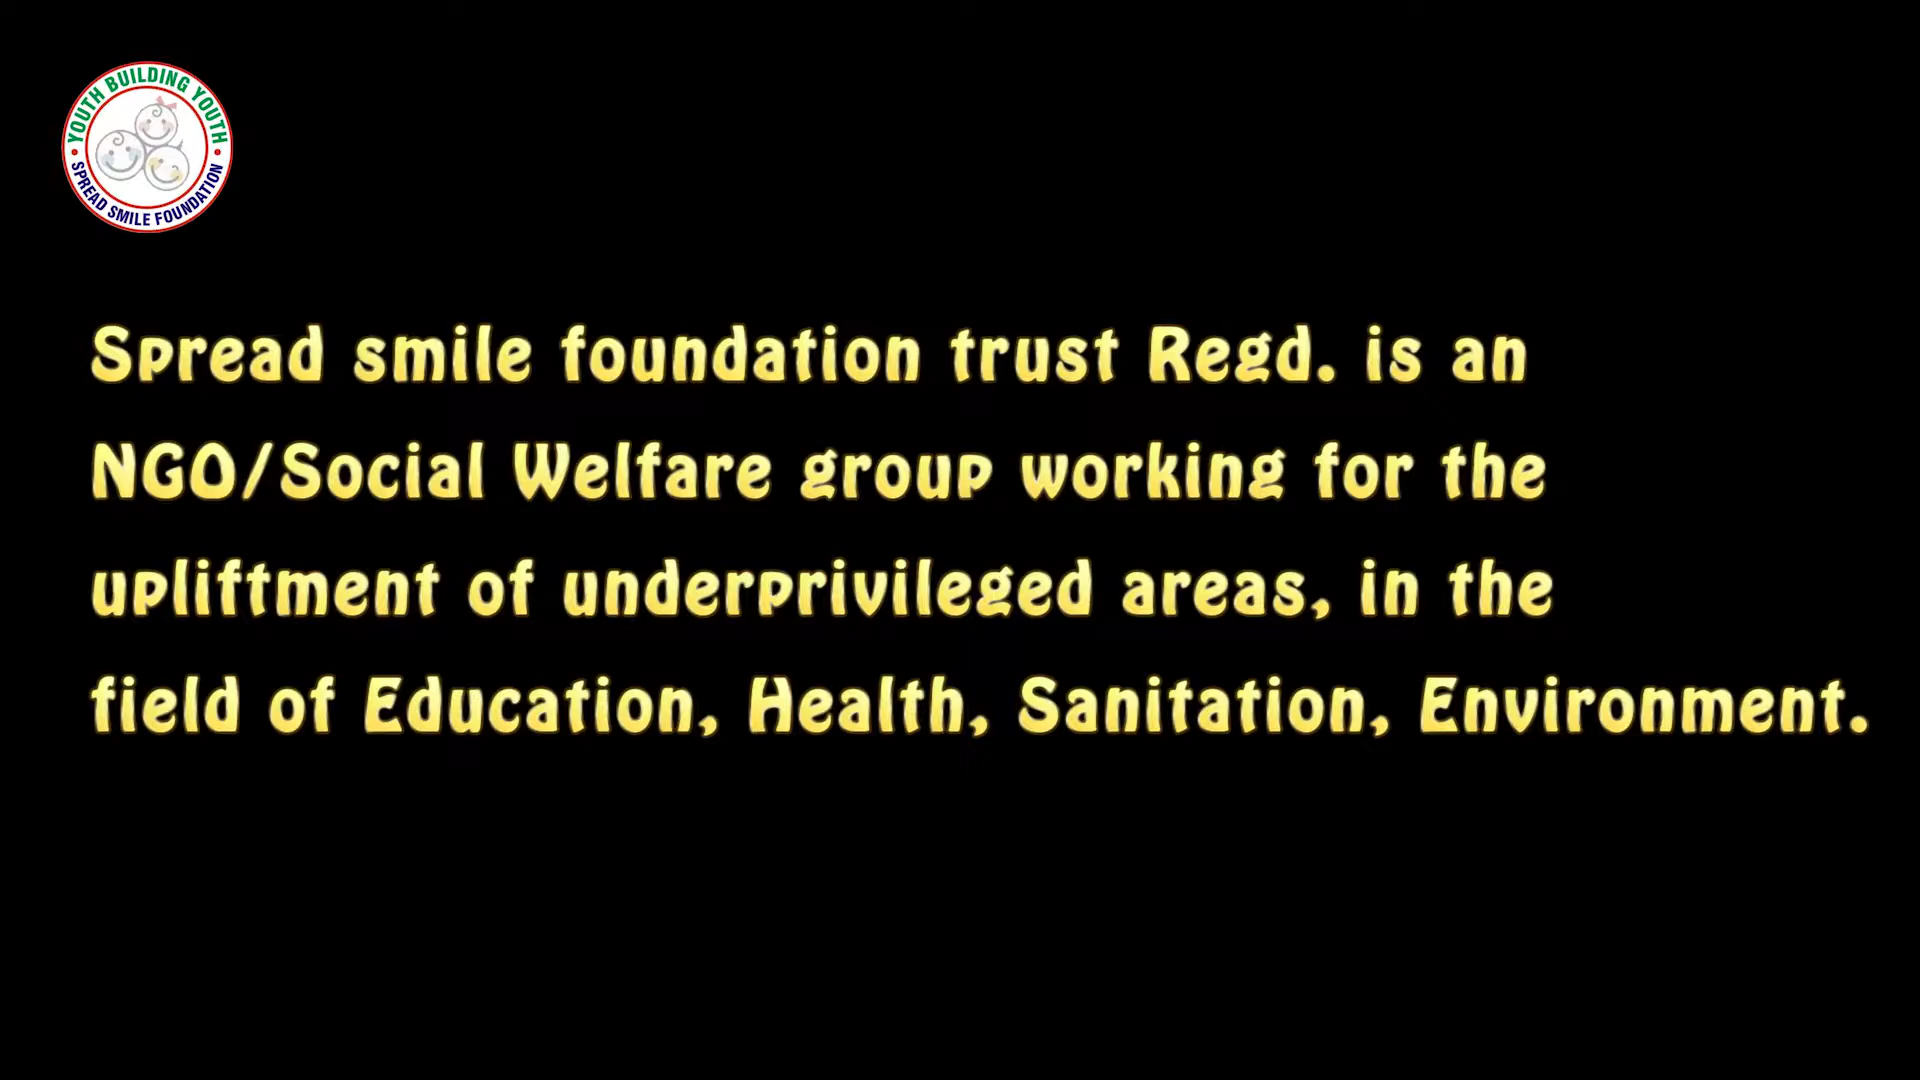 YOUTH BUILDING YOUTH
SPREAD SMILE FOUNDATION
Spread smile foundation trust Regd. is an
NGO/Social Welfare group working for the
upliftment of underprivileged areas, in the
field of Education, Health, Sanitation, Environment.